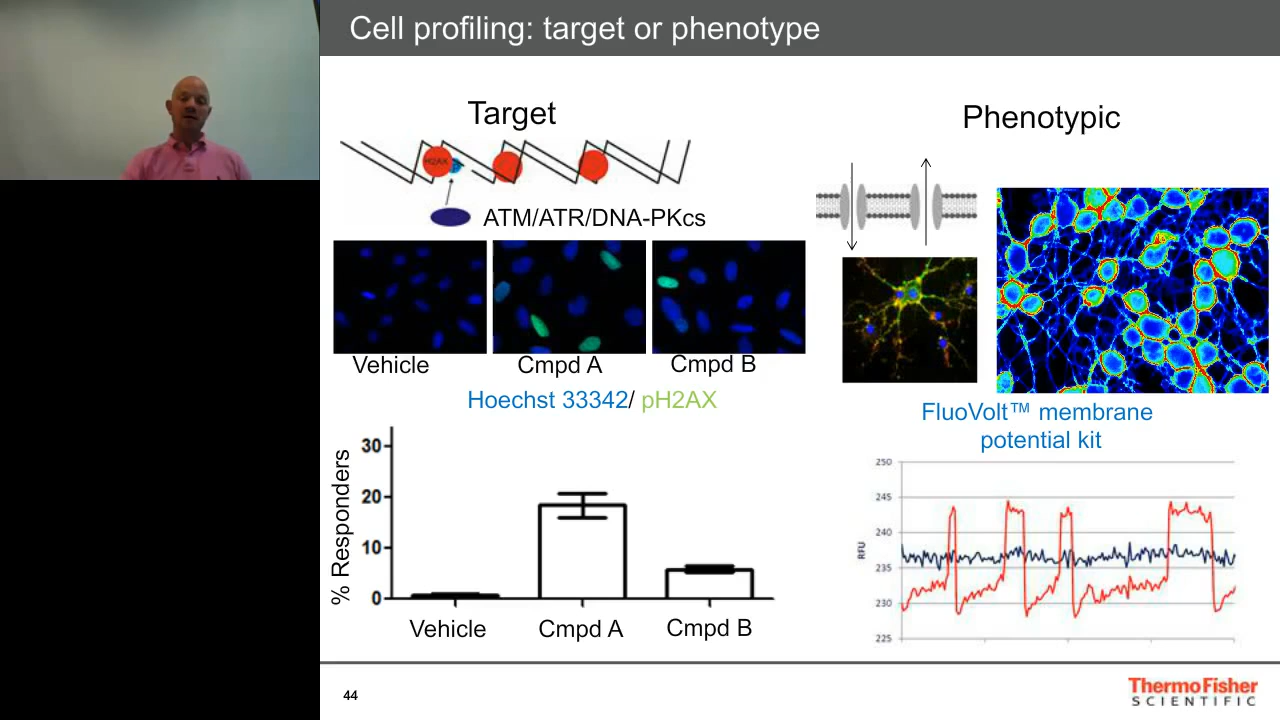 Cell profiling: target or phenotype
Target
H2AX
ATM/ATR/DNA-PKcs
Vehicle
Cmpd A
Cmpd B
Hoechst 33342/ pH2AX
% Responders
30
20
10
0
Vehicle
Cmpd A
Cmpd B
Phenotypic
FluoVolt™ membrane
potential kit
RFU
250
245
240
235
230
225
44
ThermoFisher
SCIENTIFIC